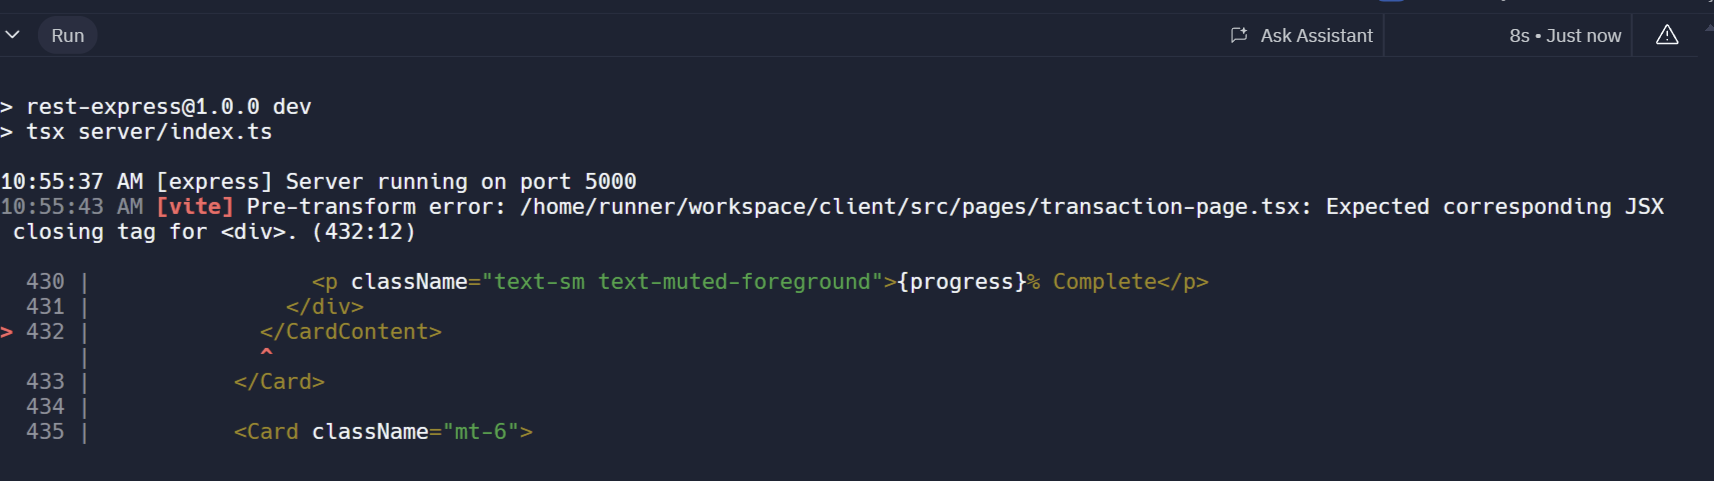 Run
Ask Assistant
8s • Just now
> rest-express@1.0.0 dev
> tsx server/index.ts
10:55:37 AM [express] Server running on port 5000
10:55:43 AM [vite] Pre-transform error: /home/runner/workspace/client/src/pages/transaction-page.tsx: Expected corresponding JSX
closing tag for <div>. (432:12)
430 |                 <p className="text-sm text-muted-foreground">{progress}% Complete</p>
431 |               </div>
> 432 |             </CardContent>
|             ^
433 |           </Card>
434 |
435 |           <Card className="mt-6">